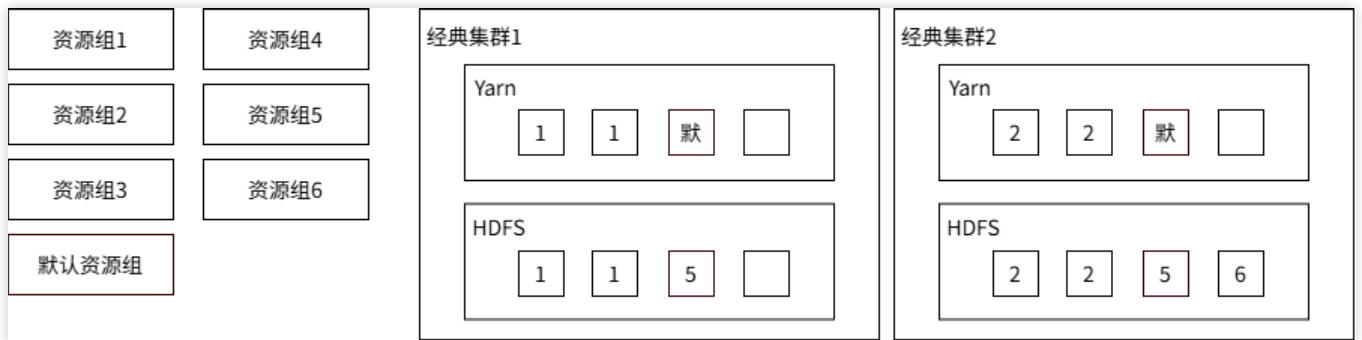 资源组1
资源组4
资源组2
资源组5
资源组3
资源组6
默认资源组
经典集群1
Yarn
1 1 默
HDFS
1 1 5
经典集群2
Yarn
2 2 默
HDFS
2 2 5 6